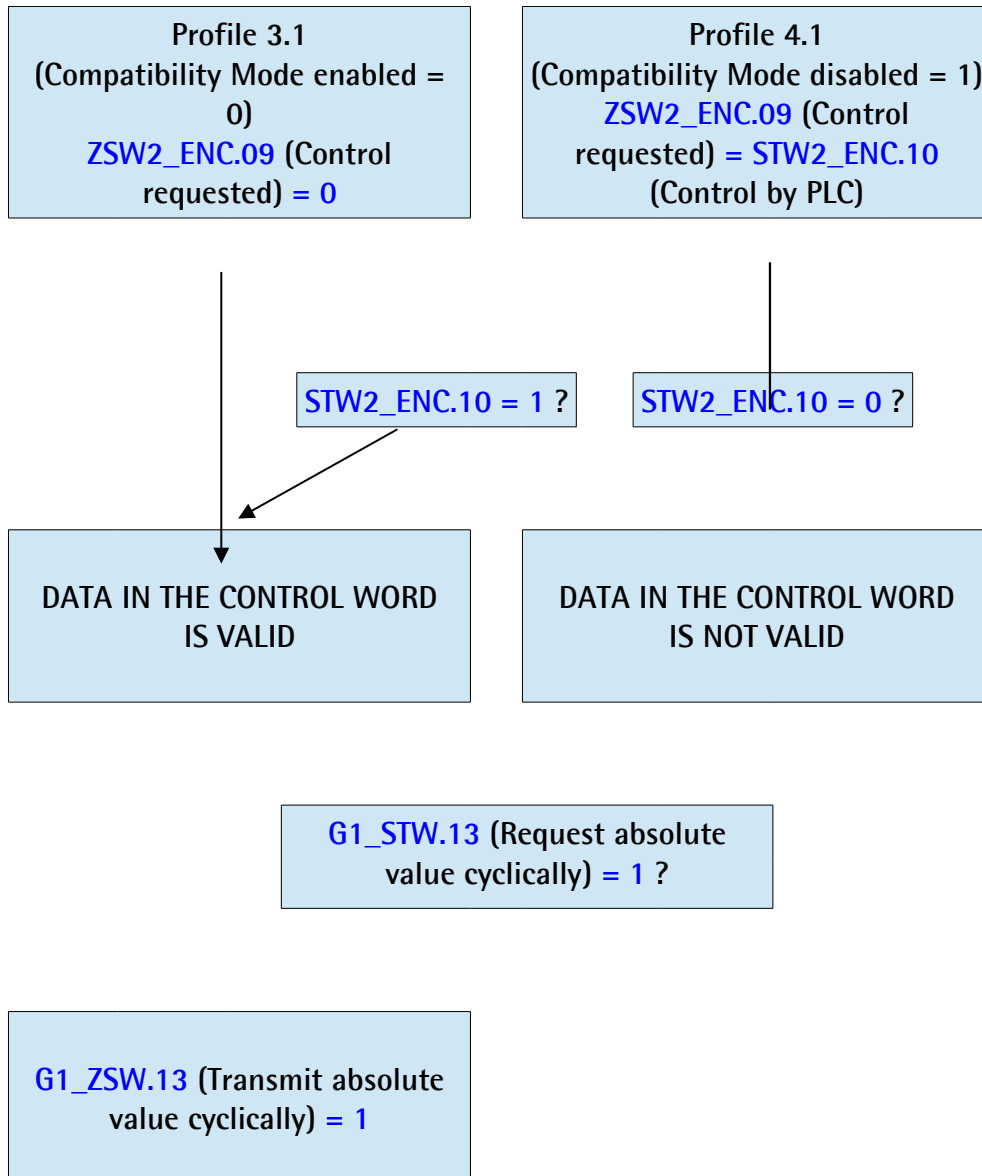 Profile 3.1
(Compatibility Mode enabled =
0)
ZSW2_ENC.09 (Control
requested) = 0
Profile 4.1
(Compatibility Mode disabled = 1)
ZSW2_ENC.09 (Control
requested) = STW2_ENC.10
(Control by PLC)
STW2_ENC.10 = 1 ?
STW2_ENC.10 = 0 ?
DATA IN THE CONTROL WORD
IS VALID
DATA IN THE CONTROL WORD
IS NOT VALID
G1_STW.13 (Request absolute
value cyclically) = 1 ?
G1_ZSW.13 (Transmit absolute
value cyclically) = 1